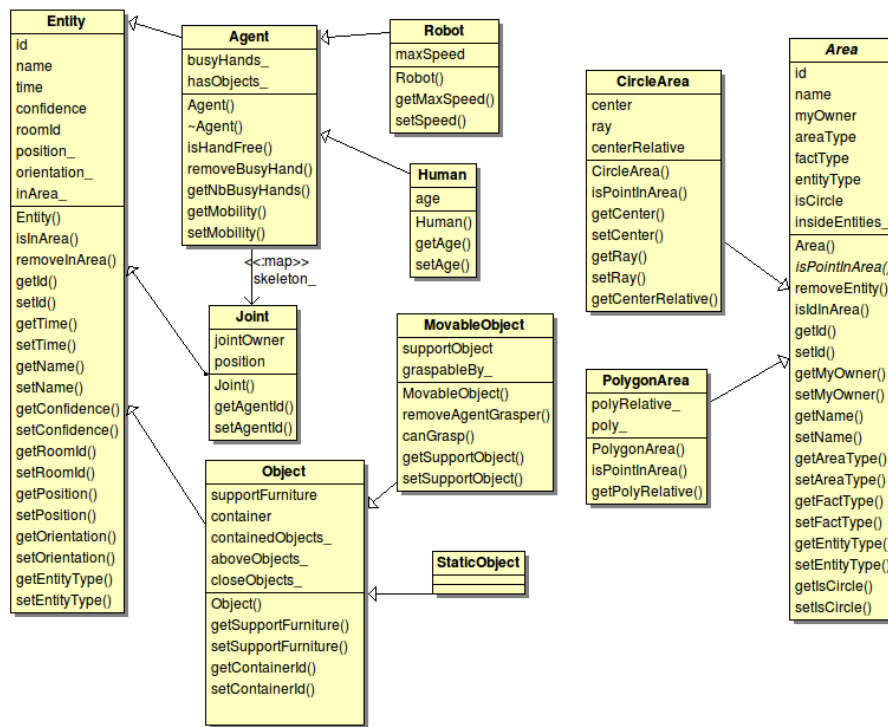 Entity
id
name
time
confidence
roomId
position_
orientation_
inArea_
Entity()
isInArea()
removeInArea()
getId()
setId()
getTime()
setTime()
getName()
setName()
getConfidence()
setConfidence()
getRoomId()
setRoomId()
getPosition()
setPosition()
getOrientation()
setOrientation()
getEntityType()
setEntityType()
Agent
busyHands_
hasObjects_
Agent()
~Agent()
isHandFree()
removeBusyHand()
getNbBusyHands()
getMobility()
setMobility()
<<:map>>
skeleton_
Robot
maxSpeed
Robot()
getMaxSpeed()
setSpeed()
Human
age
Human()
getAge()
setAge()
Joint
jointOwner
position
Joint()
getAgentId()
setAgentId()
MovableObject
supportObject
graspableBy_
MovableObject()
removeAgentGrasper()
canGrasp()
getSupportObject()
setSupportObject()
Object
supportFurniture
container
containedObjects_
aboveObjects_
closeObjects_
Object()
getSupportFurniture()
setSupportFurniture()
getContainerId()
setContainerId()
StaticObject
CircleArea
center
ray
centerRelative
CircleArea()
isPointInArea()
getCenter()
setCenter()
getRay()
setRay()
getCenterRelative()
PolygonArea
polyRelative_
poly_
PolygonArea()
isPointInArea()
getPolyRelative()
Area
id
name
myOwner
areaType
factType
entityType
isCircle
insideEntities_
Area()
isPointInArea()
removeEntity()
isIdInArea()
getId()
setId()
getMyOwner()
setMyOwner()
getName()
setName()
getAreaType()
setAreaType()
getFactType()
setFactType()
getEntityType()
setEntityType()
getIsCircle()
setIsCircle()